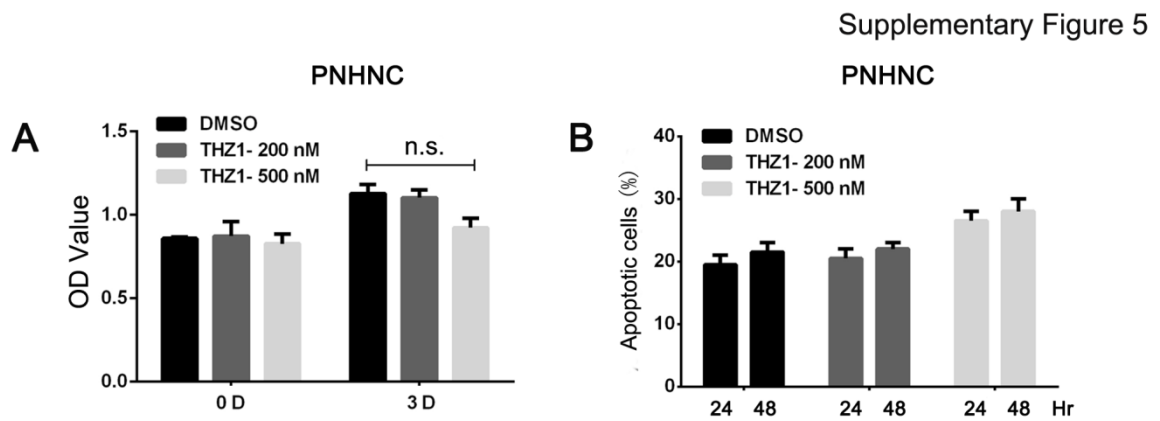 Supplementary Figure 5
PNHNC
PNHNC
A
DMSO
THZ1- 200 nM
THZ1- 500 nM
n.s.
OD Value
1.5
1.0
0.5
0.0
0 D
3 D
B
DMSO
THZ1- 200 nM
THZ1- 500 nM
Apoptotic cells (%)
40
30
20
10
0
24 48 24 48 24 48 Hr